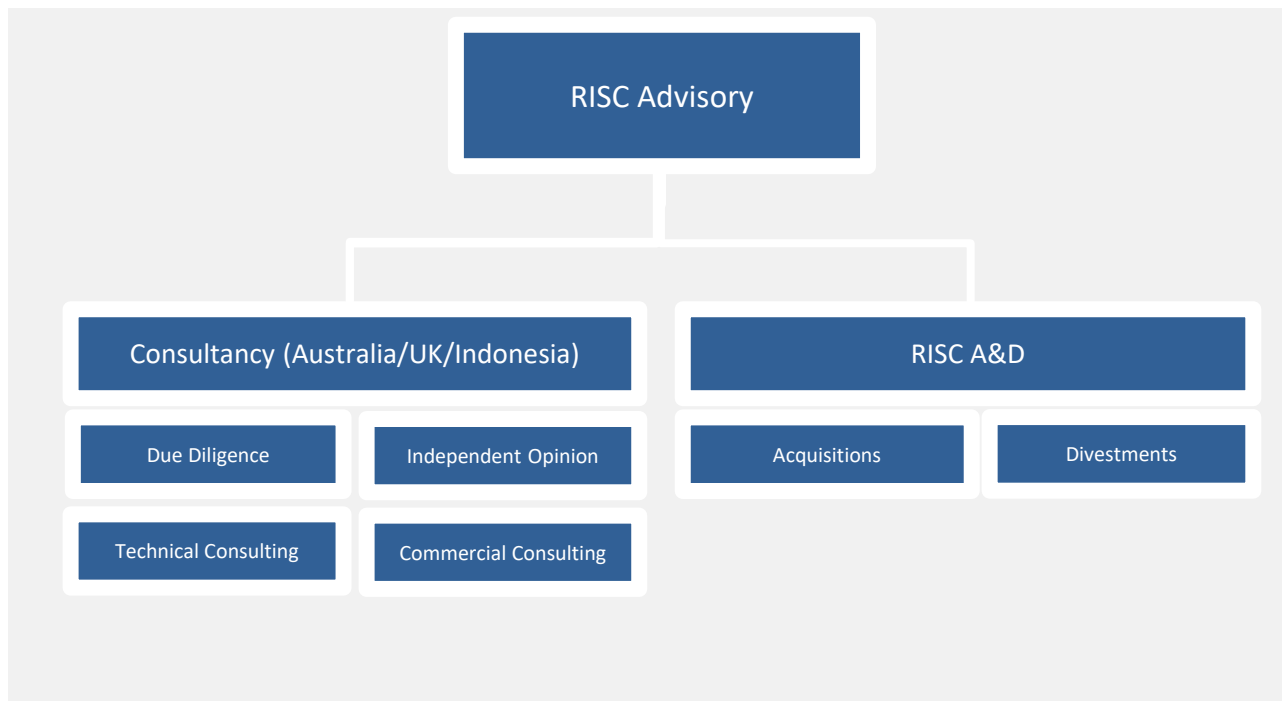 RISC Advisory
Consultancy (Australia/UK/Indonesia)
RISC A&D
Due Diligence
Independent Opinion
Acquisitions
Divestments
Technical Consulting
Commercial Consulting